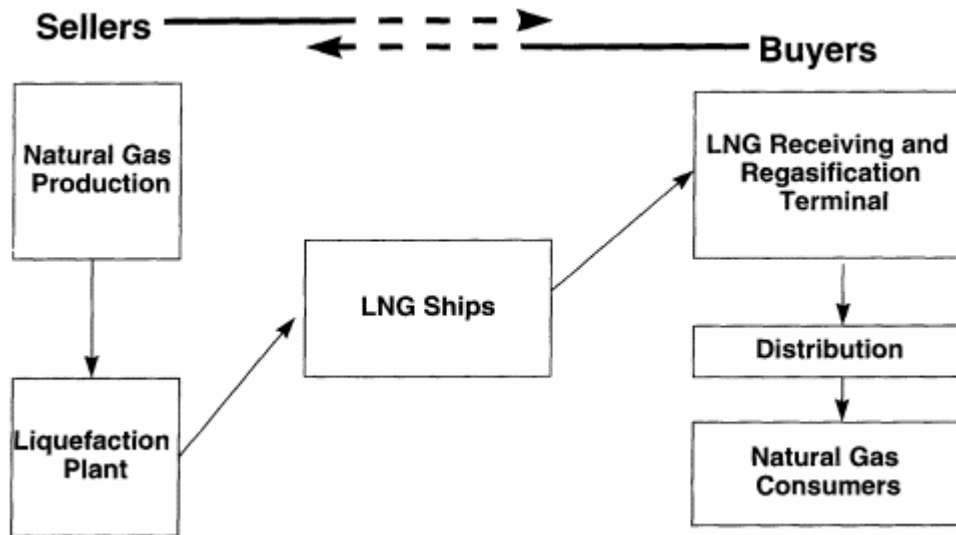 Sellers
Buyers
Natural Gas
Production
LNG Receiving and
Regasification
Terminal
LNG Ships
Distribution
Liquefaction
Plant
Natural Gas
Consumers